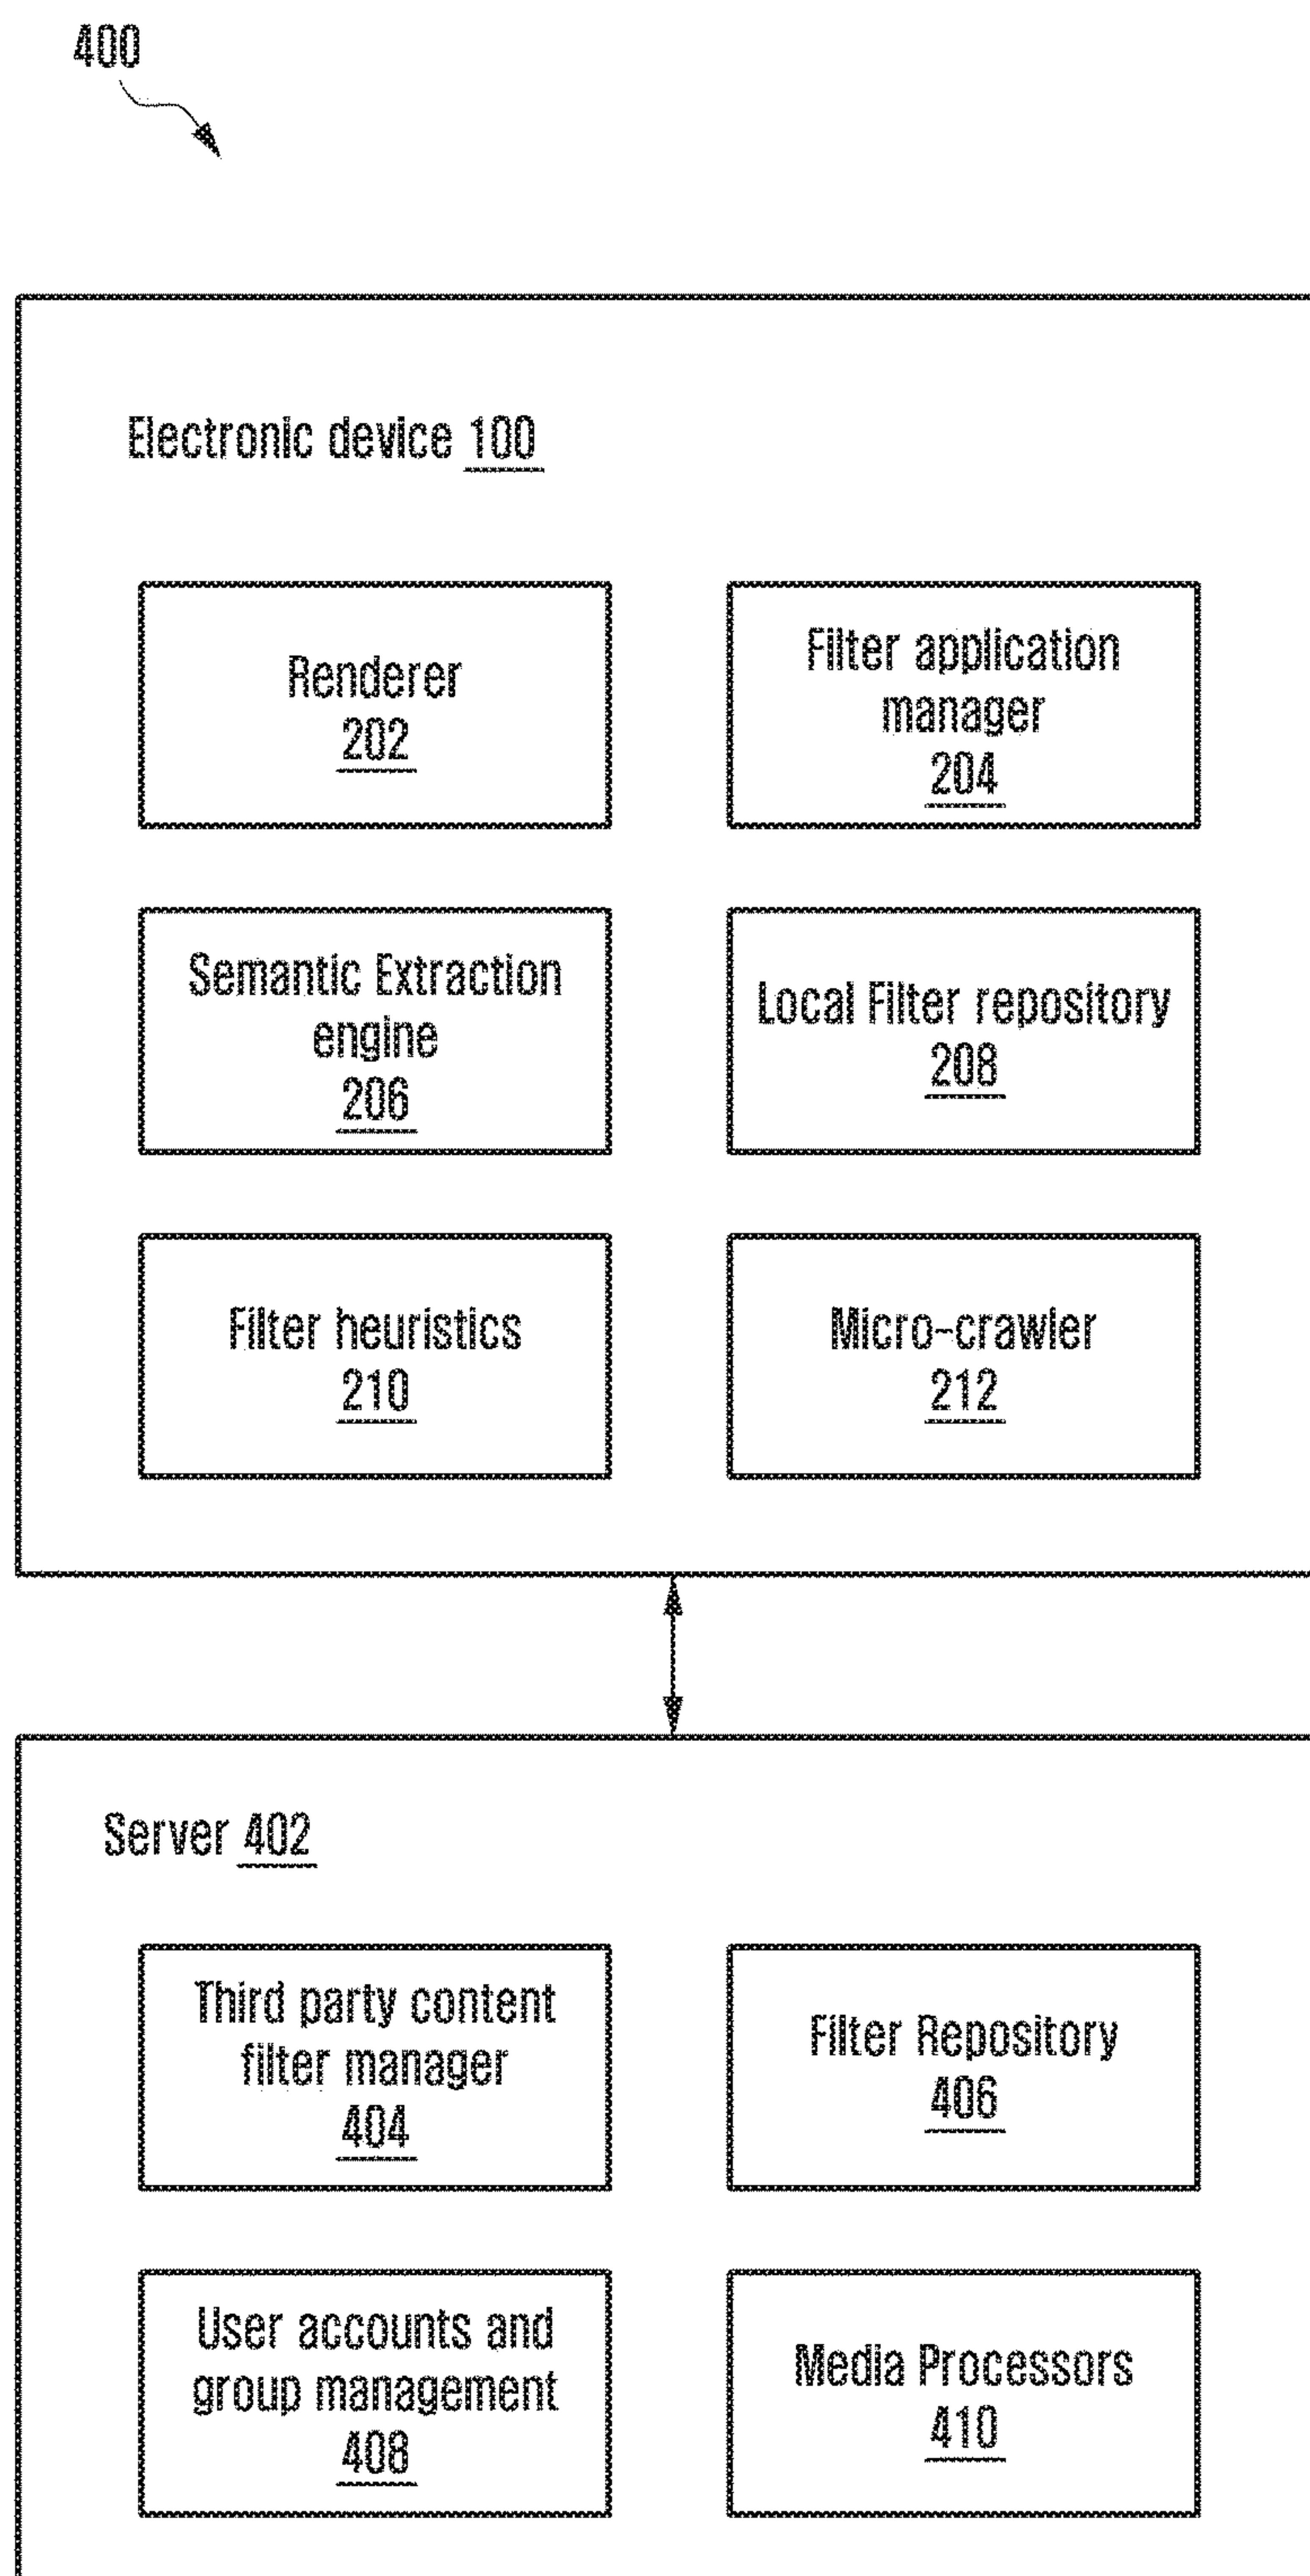 400
Electronic device 100
Renderer
202
Filter application
manager
204
Semantic Extraction
engine
206
Local Filter repository
208
Filter heuristics
210
Micro-crawler
212
Server 402
Third party content
filter manager
404
Filter Repository
406
User accounts and
group management
408
Media Processors
410